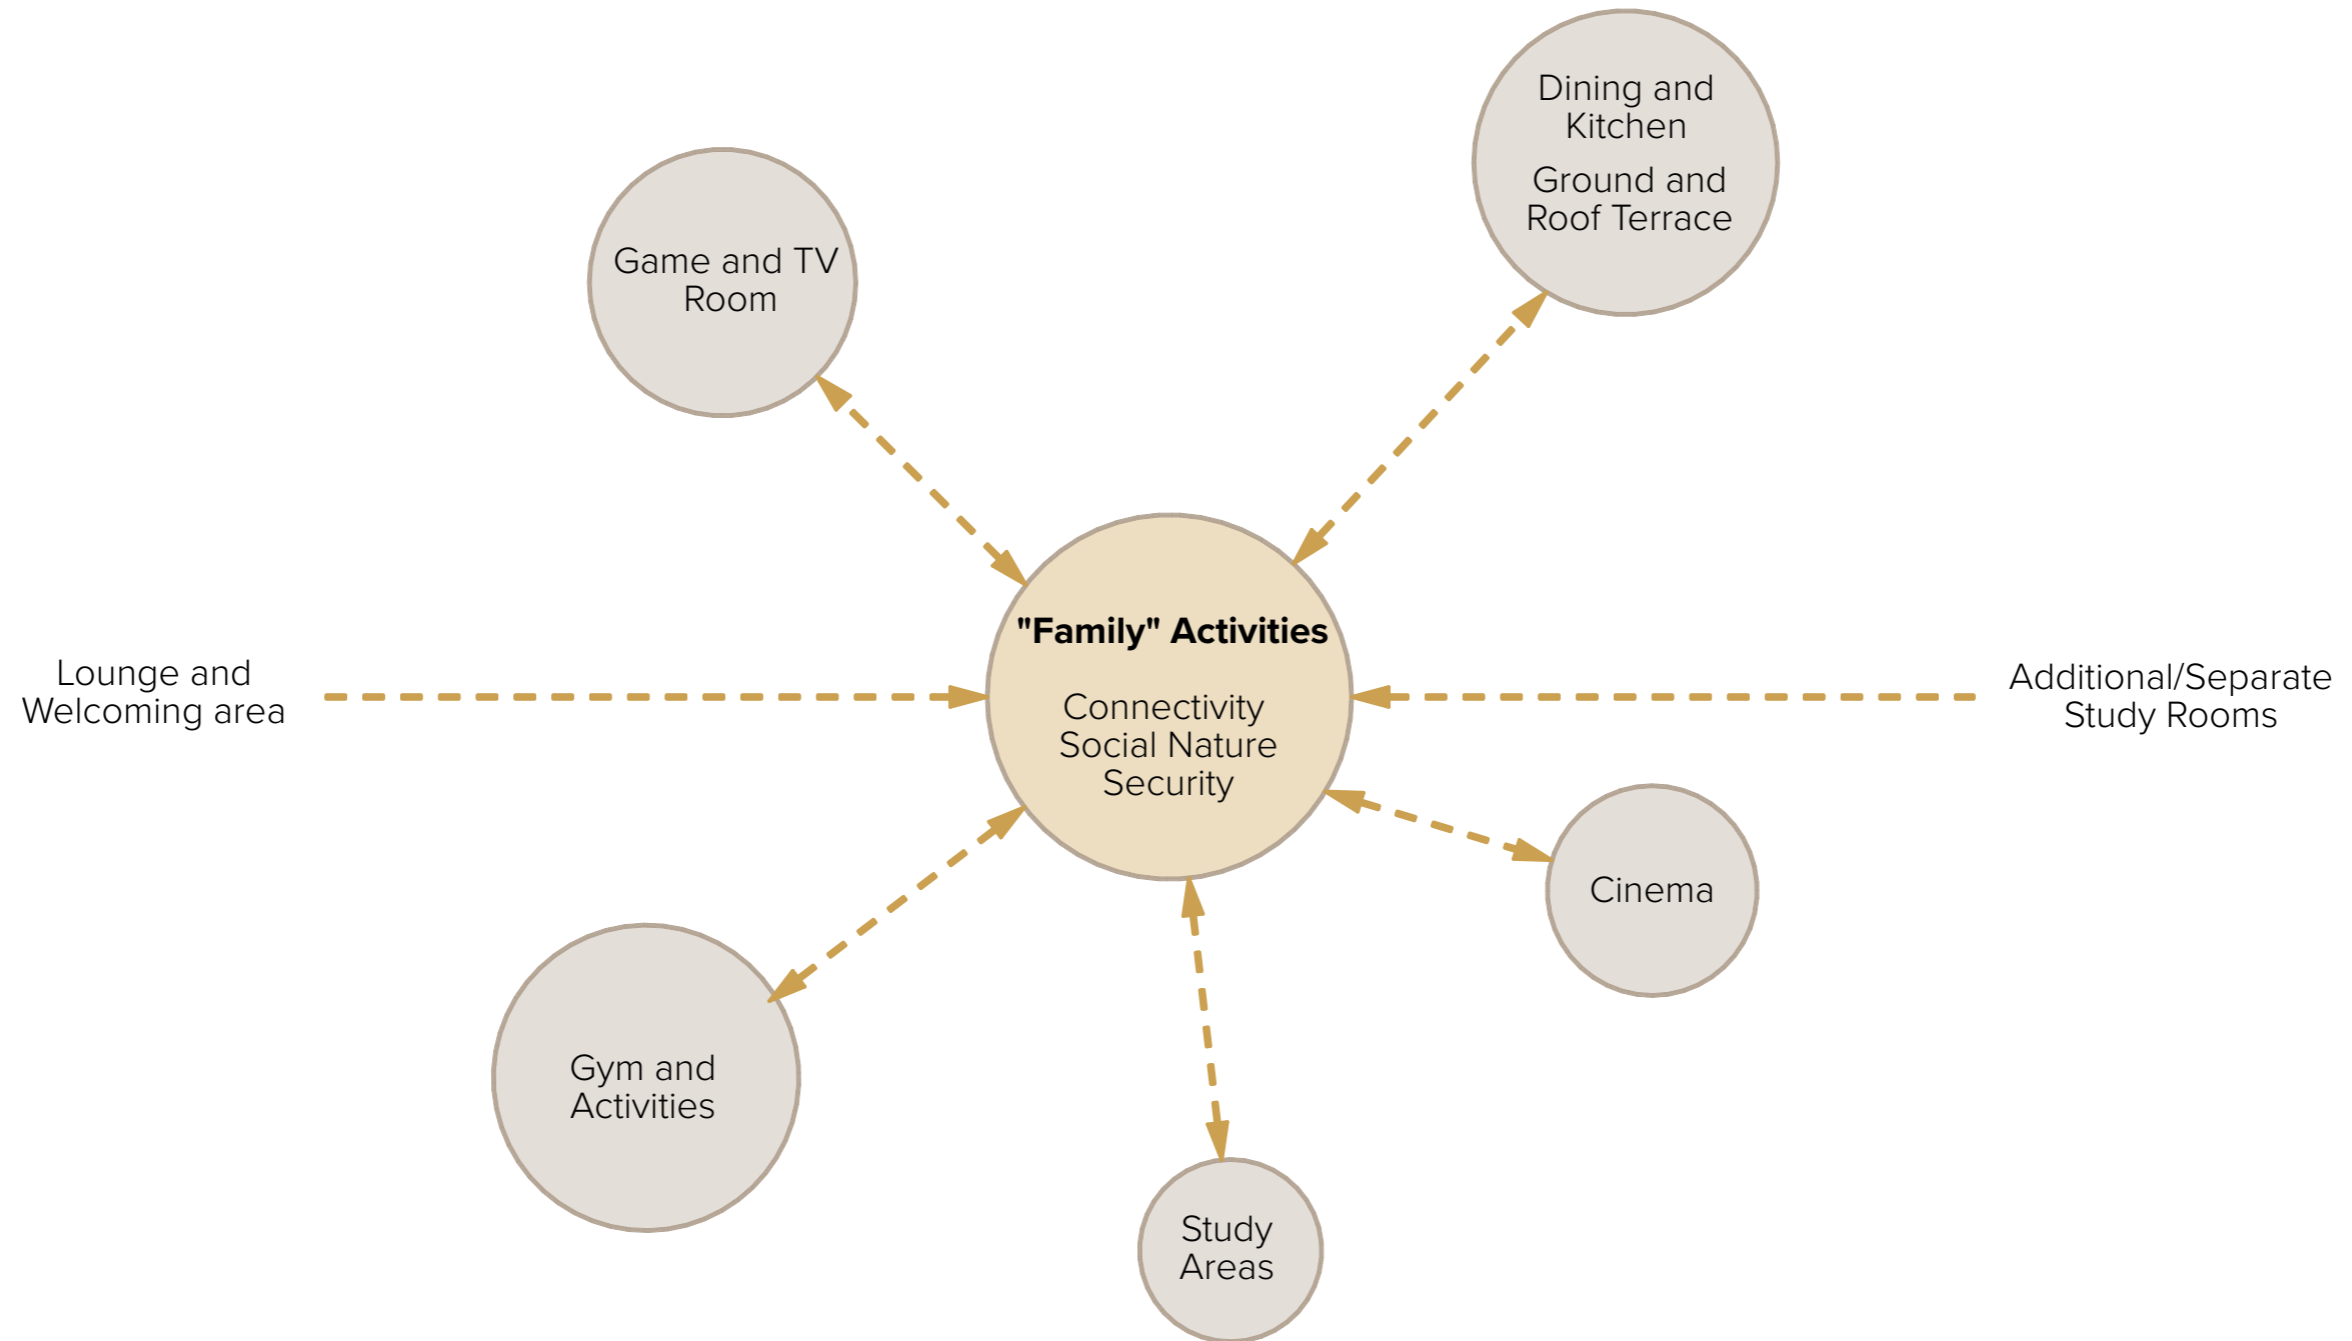 Dining and
Kitchen
Ground and
Roof Terrace
Game and TV
Room
"Family" Activities
Connectivity
Social Nature
Security
Lounge and
Welcoming area
Additional/Separate
Study Rooms
Cinema
Gym and
Activities
Study
Areas